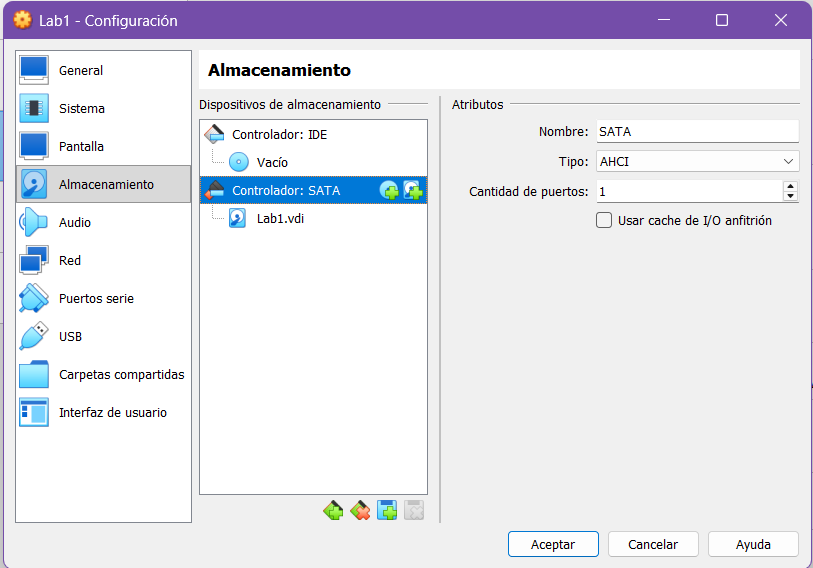 Lab1 - Configuración
General
Sistema
Pantalla
Almacenamiento
Audio
Red
Puertos serie
USB
Carpetas compartidas
Interfaz de usuario
Almacenamiento
Dispositivos de almacenamiento
Controlador: IDE
Vacío
Controlador: SATA
Lab1.vdi
Atributos
Nombre: SATA
Tipo: AHCI
Cantidad de puertos: 1
Usar cache de I/O anfitrión
Aceptar
Cancelar
Ayuda